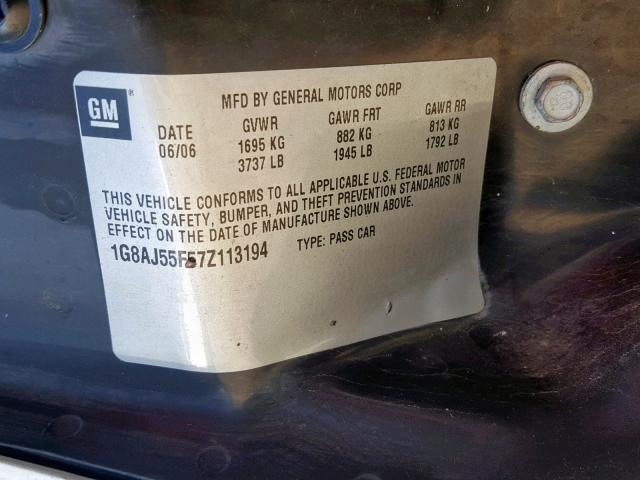 GM ®
MFD BY GENERAL MOTORS CORP
DATE GVWR GAWR FRT GAWR RR
06/06 1695 KG 882 KG 813 KG
3737 LB 1945 LB 1792 LB
THIS VEHICLE CONFORMS TO ALL APPLICABLE U.S. FEDERAL MOTOR
VEHICLE SAFETY, BUMPER, AND THEFT PREVENTION STANDARDS IN
EFFECT ON THE DATE OF MANUFACTURE SHOWN ABOVE.
1G8AJ55F57Z113194 TYPE: PASS CAR